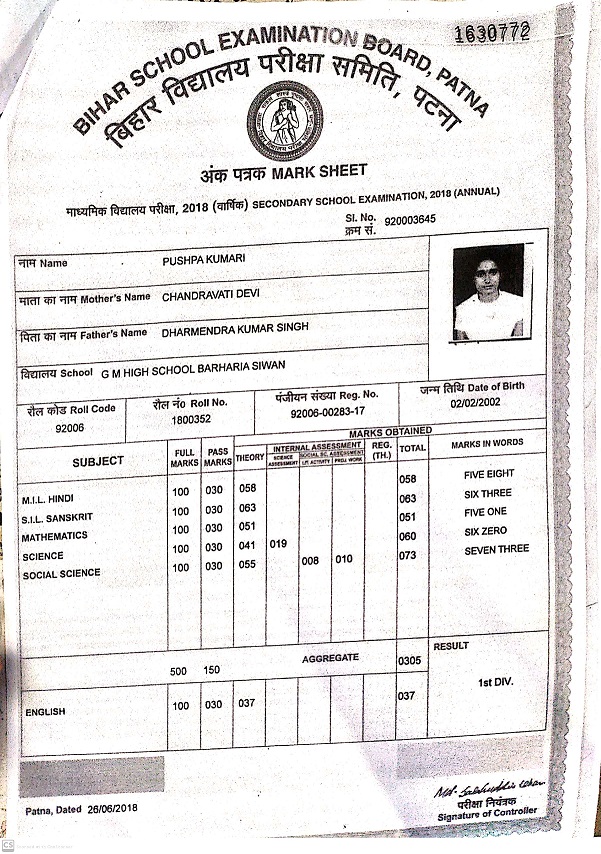 1630772
BIHAR SCHOOL EXAMINATION BOARD, PATNA
बिहार विद्यालय परीक्षा समिति, पटना
अंक पत्रक MARK SHEET
माध्यमिक विद्यालय परीक्षा, 2018 (वार्षिक) SECONDARY SCHOOL EXAMINATION, 2018 (ANNUAL)
Sl. No. 920003645
क्रम सं.
नाम Name PUSHPA KUMARI
माता का नाम Mother's Name CHANDRAVATI DEVI
पिता का नाम Father's Name DHARMENDRA KUMAR SINGH
विद्यालय School G M HIGH SCHOOL BARHARIA SIWAN
रौल कोड Roll Code रौल नं० Roll No. पंजीयन संख्या Reg. No. जन्म तिथि Date of Birth
92006 1800352 92006-00283-17 02/02/2002
MARKS OBTAINED
SUBJECT FULL MARKS PASS MARKS THEORY INTERNAL ASSESSMENT REG. (TH.) TOTAL MARKS IN WORDS
SCIENCE ASSESSMENT SOCIAL SC. ASSESSMENT
LIT. ACTIVITY PROJ. WORK
M.I.L. HINDI 100 030 058 058 FIVE EIGHT
S.I.L. SANSKRIT 100 030 063 063 SIX THREE
MATHEMATICS 100 030 051 051 FIVE ONE
SCIENCE 100 030 041 019 060 SIX ZERO
SOCIAL SCIENCE 100 030 055 008 010 073 SEVEN THREE
500 150 AGGREGATE 0305 RESULT
1st DIV.
ENGLISH 100 030 037 037
Patna, Dated 26/06/2018
परीक्षा नियंत्रक
Signature of Controller
CS